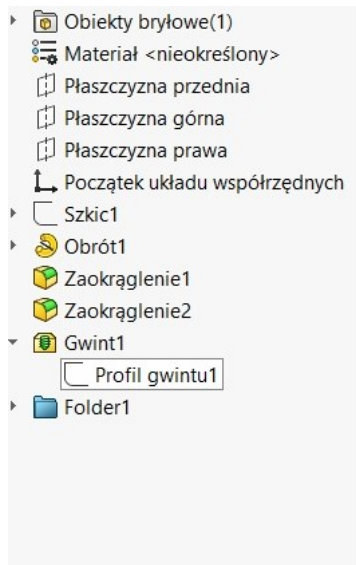 Obiekty bryłowe(1)
Materiał <nieokreślony>
Płaszczyzna przednia
Płaszczyzna górna
Płaszczyzna prawa
Początek układu współrzędnych
Szkic1
Obrót1
Zaokrąglenie1
Zaokrąglenie2
Gwint1
Profil gwintu1
Folder1